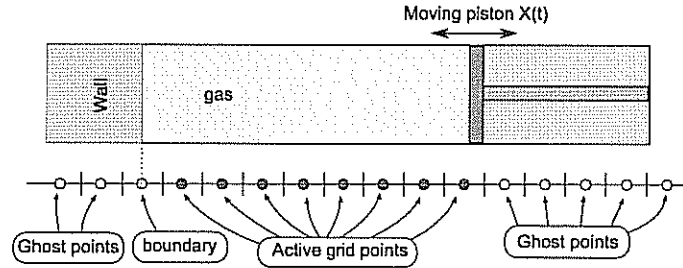 Moving piston X(t)
Wall
gas
Ghost points
boundary
Active grid points
Ghost points